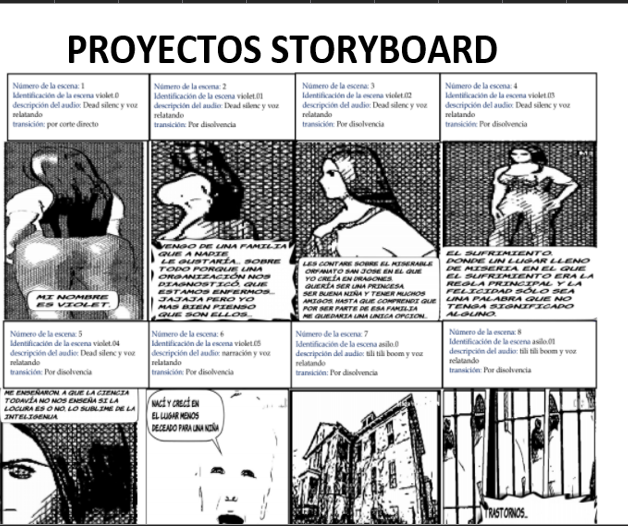 PROYECTOS STORYBOARD
Número de la escena: 1
Identificación de la escena violet.0
descripción del audio: Dead silenc y voz
relatando
transición: por corte directo
Número de la escena: 2
Identificación de la escena violet.01
descripción del audio: Dead silenc y voz
relatando
transición: Por disolvencia
Número de la escena: 3
Identificación de la escena violet.02
descripción del audio: Dead silenc y voz
relatando
transición: Por disolvencia
Número de la escena: 4
Identificación de la escena violet.03
descripción del audio: Dead silenc y voz
relatando
transición: Por disolvencia
MI NOMBRE
ES VIOLET.
VENGO DE UNA FAMILIA
QUE A NADIE
LE GUSTARÍA... SOBRE
TODO PORQUE UNA
ORGANIZACIÓN NOS
DIAGNOSTICÓ, QUE
ESTAMOS ENFERMOS...
JAJAJA PERO YO
MAS BIEN PIENSO
QUE SON ELLOS...
LES CONTARE SOBRE EL MISERABLE
ORFANATO SAN JOSE EN EL QUE
YO CREÍA EN DRAGONES.
QUERÍA SER UNA PRINCESA,
SER BUENA NIÑA Y TENER MUCHOS
AMIGOS. HASTA QUE COMPRENDI QUE
POR SER PARTE DE ESA FAMILIA
ME QUEDARIA UNA UNICA OPCION..
EL SUFRIMIENTO.
DONDE UN LUGAR LLENO
DE MISERIA, EN EL QUE
EL SUFRIMIENTO ERA LA
REGLA PRINCIPAL Y LA
FELICIDAD SÓLO SEA
UNA PALABRA QUE NO
TENGA SIGNIFICADO
ALGUNO.
Número de la escena: 5
Identificación de la escena violet.04
descripción del audio: Dead silenc y voz
relatando
transición: Por disolvencia
Número de la escena: 6
Identificación de la escena violet.05
descripción del audio: narración y voz
relatando
transición: Por disolvencia
Número de la escena: 7
Identificación de la escena asilo.0
descripción del audio: tili tili boom y voz
relatando
transición: Por disolvencia
Número de la escena: 8
Identificación de la escena asilo.01
descripción del audio: tili tili boom y voz
relatando
transición: Por disolvencia
ME ENSEÑARON, A QUE LA CIENCIA
TODAVÍA NO NOS ENSEÑA SI LA
LOCURA ES O NO, LO SUBLIME DE LA
INTELIGENUA
NACÍ Y CRECÍ EN
EL LUGAR MENOS
DECEADO PARA UNA NIÑA
TRASTORNOS..